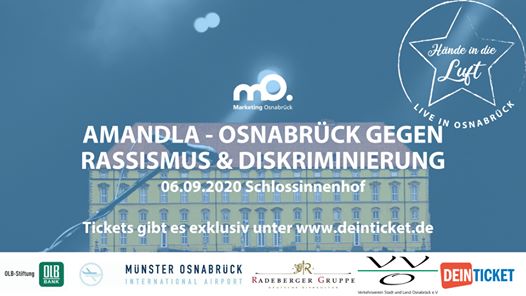 Hände in die
Luft
LIVE IN OSNABRÜCK
mO.
Marketing Osnabrück
AMANDLA - OSNABRÜCK GEGEN
RASSISMUS & DISKRIMINIERUNG
06.09.2020 Schlossinnenhof
Tickets gibt es exklusiv unter www.deinticket.de
OLB-Stiftung
OLB
BANK
MÜNSTER OSNABRÜCK
INTERNATIONAL AIRPORT
RADEBERGER GRUPPE
VVO
Verkehrsverein Stadt und Land Osnabrück e.V.
DEINTICKET